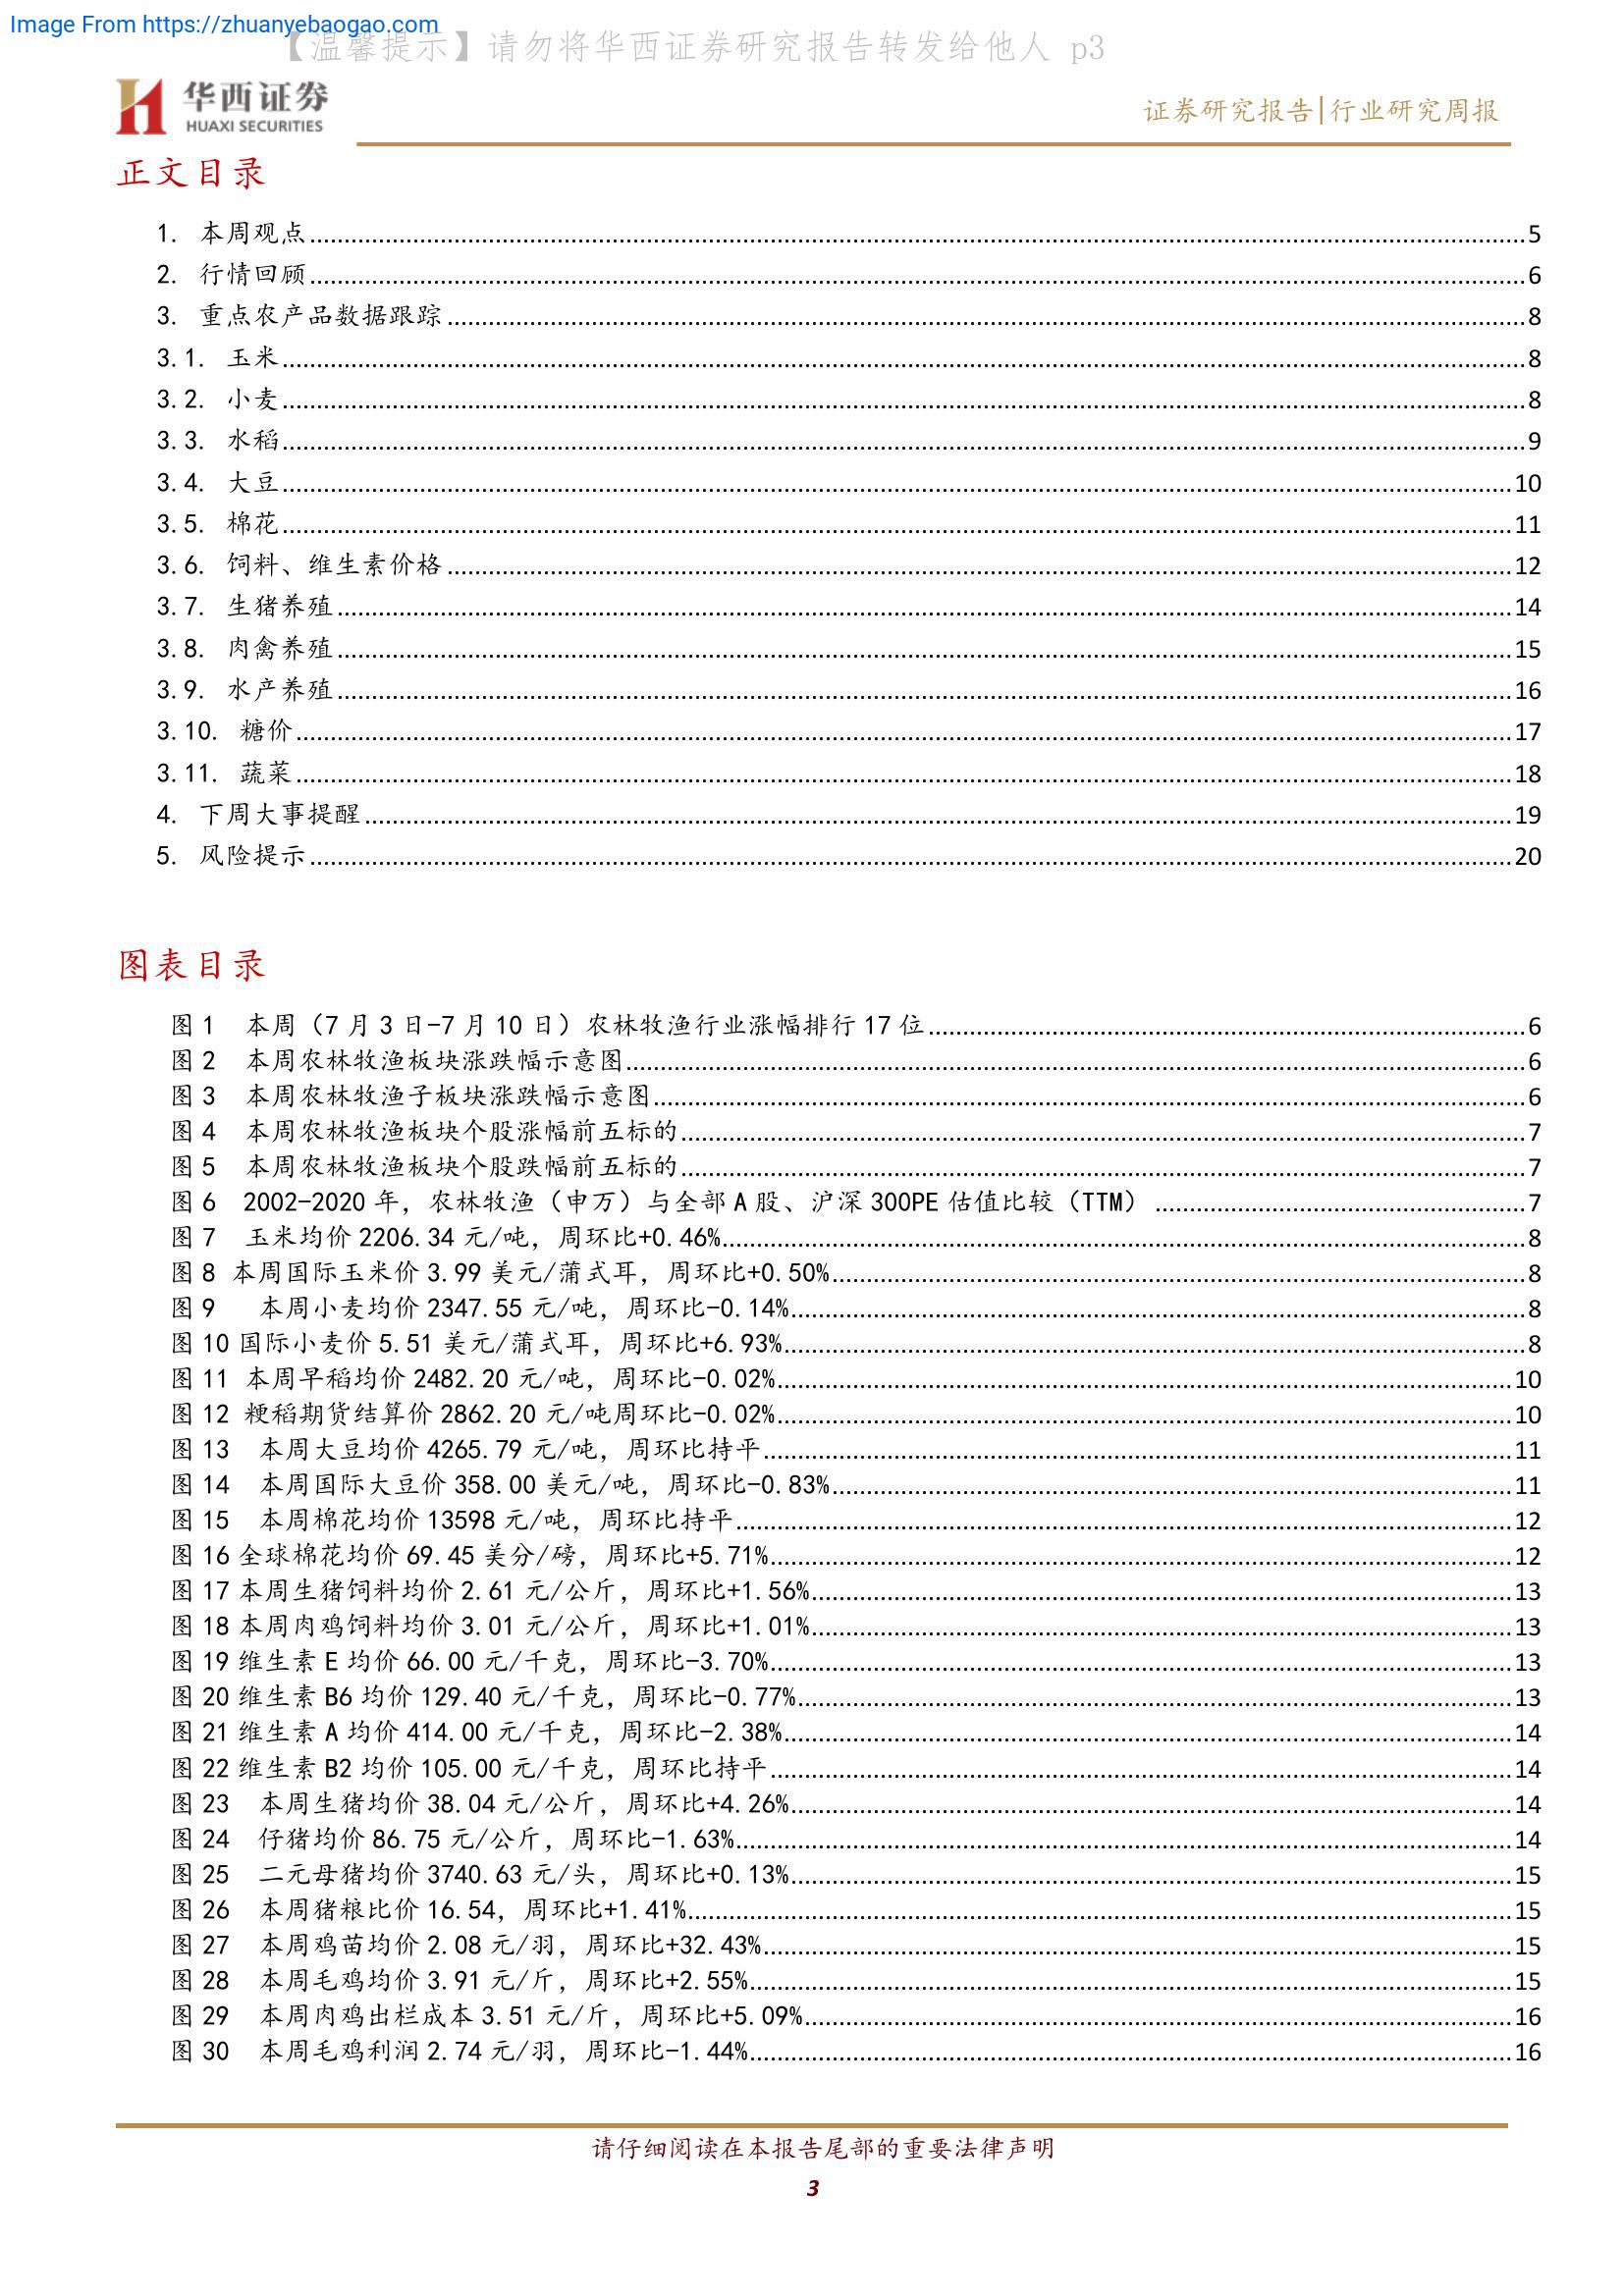 Image From https://zhuanyebaogao.com
【温馨提示】请勿将华西证券研究报告转发给他人 p3
华西证券
HUAXI SECURITIES
证券研究报告|行业研究周报
正文目录
1. 本周观点 5
2. 行情回顾 6
3. 重点农产品数据跟踪 8
3.1. 玉米 8
3.2. 小麦 8
3.3. 水稻 9
3.4. 大豆 10
3.5. 棉花 11
3.6. 饲料、维生素价格 12
3.7. 生猪养殖 14
3.8. 肉禽养殖 15
3.9. 水产养殖 16
3.10. 糖价 17
3.11. 蔬菜 18
4. 下周大事提醒 19
5. 风险提示 20
图表目录
图 1 本周（7 月 3 日-7 月 10 日）农林牧渔行业涨幅排行 17 位 6
图 2 本周农林牧渔板块涨跌幅示意图 6
图 3 本周农林牧渔子板块涨跌幅示意图 6
图 4 本周农林牧渔板块个股涨幅前五标的 7
图 5 本周农林牧渔板块个股跌幅前五标的 7
图 6 2002-2020 年，农林牧渔（申万）与全部 A 股、沪深 300PE 估值比较（TTM） 7
图 7 玉米均价 2206.34 元/吨，周环比+0.46% 8
图 8 本周国际玉米价 3.99 美元/蒲式耳，周环比+0.50% 8
图 9 本周小麦均价 2347.55 元/吨，周环比-0.14% 8
图 10 国际小麦价 5.51 美元/蒲式耳，周环比+6.93% 8
图 11 本周早稻均价 2482.20 元/吨，周环比-0.02% 10
图 12 粳稻期货结算价 2862.20 元/吨周环比-0.02% 10
图 13 本周大豆均价 4265.79 元/吨，周环比持平 11
图 14 本周国际大豆价 358.00 美元/吨，周环比-0.83% 11
图 15 本周棉花均价 13598 元/吨，周环比持平 12
图 16 全球棉花均价 69.45 美分/磅，周环比+5.71% 12
图 17 本周生猪饲料均价 2.61 元/公斤，周环比+1.56% 13
图 18 本周肉鸡饲料均价 3.01 元/公斤，周环比+1.01% 13
图 19 维生素 E 均价 66.00 元/千克，周环比-3.70% 13
图 20 维生素 B6 均价 129.40 元/千克，周环比-0.77% 13
图 21 维生素 A 均价 414.00 元/千克，周环比-2.38% 14
图 22 维生素 B2 均价 105.00 元/千克，周环比持平 14
图 23 本周生猪均价 38.04 元/公斤，周环比+4.26% 14
图 24 仔猪均价 86.75 元/公斤，周环比-1.63% 14
图 25 二元母猪均价 3740.63 元/头，周环比+0.13% 15
图 26 本周猪粮比价 16.54，周环比+1.41% 15
图 27 本周鸡苗均价 2.08 元/羽，周环比+32.43% 15
图 28 本周毛鸡均价 3.91 元/斤，周环比+2.55% 15
图 29 本周肉鸡出栏成本 3.51 元/斤，周环比+5.09% 16
图 30 本周毛鸡利润 2.74 元/羽，周环比-1.44% 16
请仔细阅读在本报告尾部的重要法律声明
3